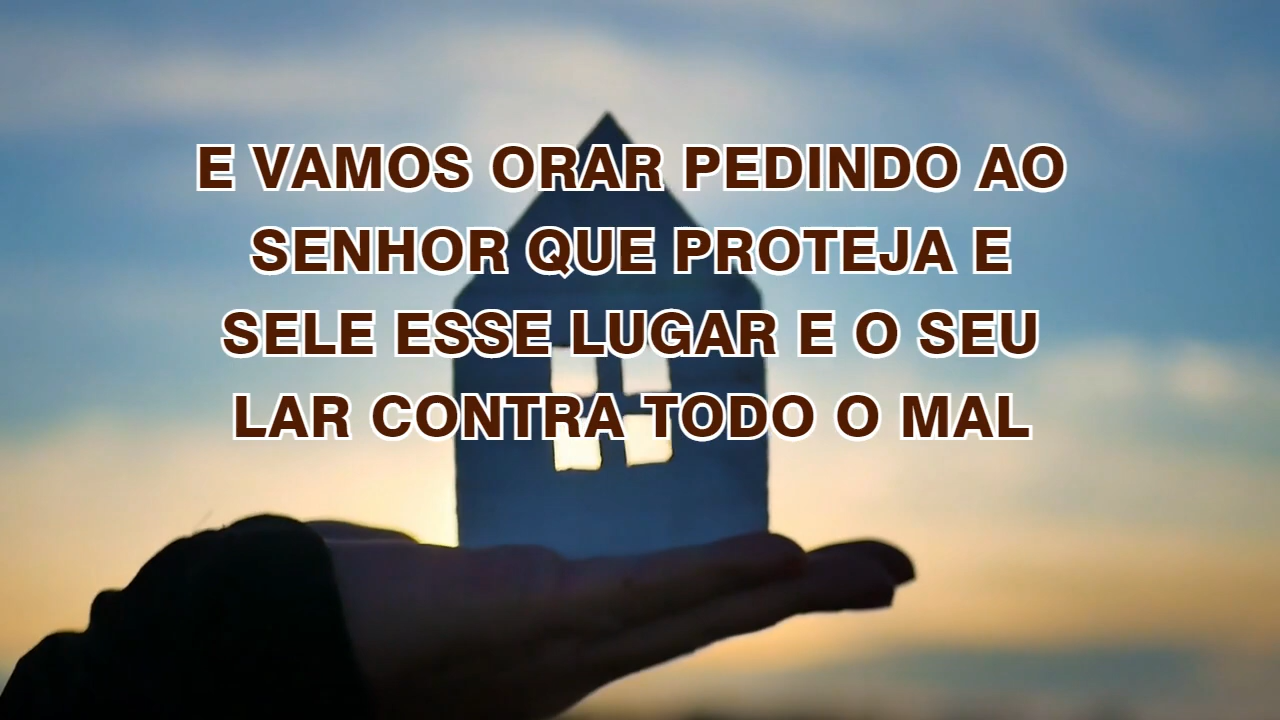 E VAMOS ORAR PEDINDO AO
SENHOR QUE PROTEJA E
SELE ESSE LUGAR E O SEU
LAR CONTRA TODO O MAL